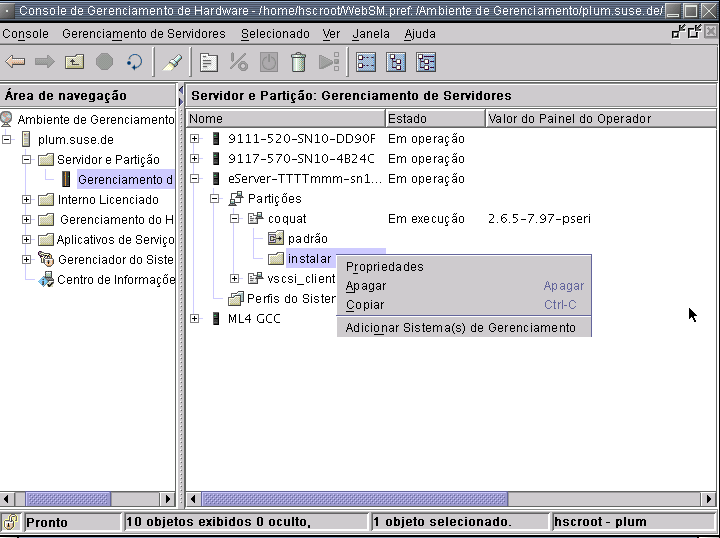 Console de Gerenciamento de Hardware - /home/hscroot/WebSM.pref: /Ambiente de Gerenciamento/plum.suse.de/
Console Gerenciamento de Servidores Selecionado Ver Janela Ajuda
Área de navegação
Ambiente de Gerenciamento
plum.suse.de
Servidor e Partição
Gerenciamento d
Interno Licenciado
Gerenciamento do H
Aplicativos de Serviço
Gerenciador do Siste
Centro de Informaçõe
Servidor e Partição: Gerenciamento de Servidores
Nome Estado Valor do Painel do Operador
9111-520-SN10-DD90F Em operação
9117-570-SN10-4B24C Em operação
eServer-TTTTmmm-sn1... Em operação
Partições
coquat Em execução 2.6.5-7.97-pseri
padrão
instalar
vscsi_client
Perfis do Sister
ML4 GCC
Propriedades
Apagar Apagar
Copiar Ctrl-C
Adicionar Sistema(s) de Gerenciamento
Pronto 10 objetos exibidos 0 oculto, 1 objeto selecionado. hscroot - plum